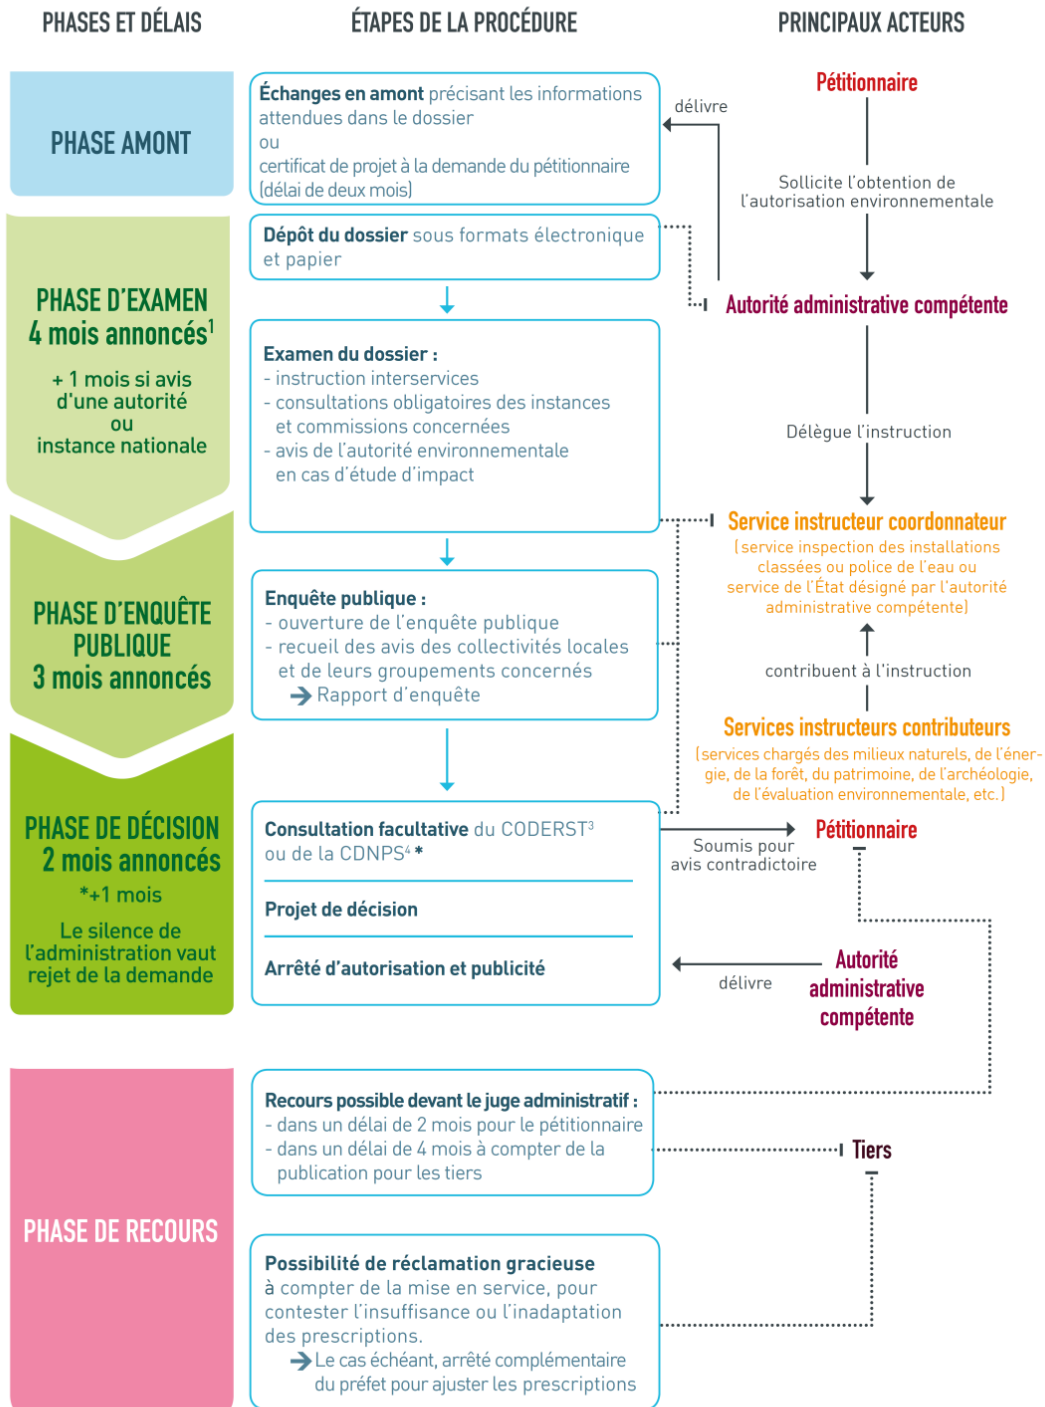 PHASES ET DÉLAIS
ÉTAPES DE LA PROCÉDURE
PRINCIPAUX ACTEURS
PHASE AMONT
Échanges en amont précisant les informations
attendues dans le dossier
ou
certificat de projet à la demande du pétitionnaire
(délai de deux mois)
délivre
Pétitionnaire
Sollicite l'obtention de
l'autorisation environnementale
Dépôt du dossier sous formats électronique
et papier
Autorité administrative compétente
PHASE D'EXAMEN
4 mois annoncés1
+ 1 mois si avis
d'une autorité
ou
instance nationale
Examen du dossier :
- instruction interservices
- consultations obligatoires des instances
et commissions concernées
- avis de l'autorité environnementale
en cas d'étude d'impact
Délègue l'instruction
Service instructeur coordonnateur
(service inspection des installations
classées ou police de l'eau ou
service de l'État désigné par l'autorité
administrative compétente)
PHASE D'ENQUÊTE
PUBLIQUE
3 mois annoncés
Enquête publique :
- ouverture de l'enquête publique
- recueil des avis des collectivités locales
et de leurs groupements concernés
→ Rapport d'enquête
contribuent à l'instruction
Services instructeurs contributeurs
(services chargés des milieux naturels, de l'éner-
gie, de la forêt, du patrimoine, de l'archéologie,
de l'évaluation environnementale, etc.)
PHASE DE DÉCISION
2 mois annoncés
*+1 mois
Le silence de
l'administration vaut
rejet de la demande
Consultation facultative du CODERST3
ou de la CDNPS4 *
Projet de décision
Arrêté d'autorisation et publicité
Soumis pour
avis contradictoire
Pétitionnaire
délivre
Autorité
administrative
compétente
PHASE DE RECOURS
Recours possible devant le juge administratif :
- dans un délai de 2 mois pour le pétitionnaire
- dans un délai de 4 mois à compter de la
publication pour les tiers
Tiers
Possibilité de réclamation gracieuse
à compter de la mise en service, pour
contester l'insuffisance ou l'inadaptation
des prescriptions.
→ Le cas échéant, arrêté complémentaire
du préfet pour ajuster les prescriptions